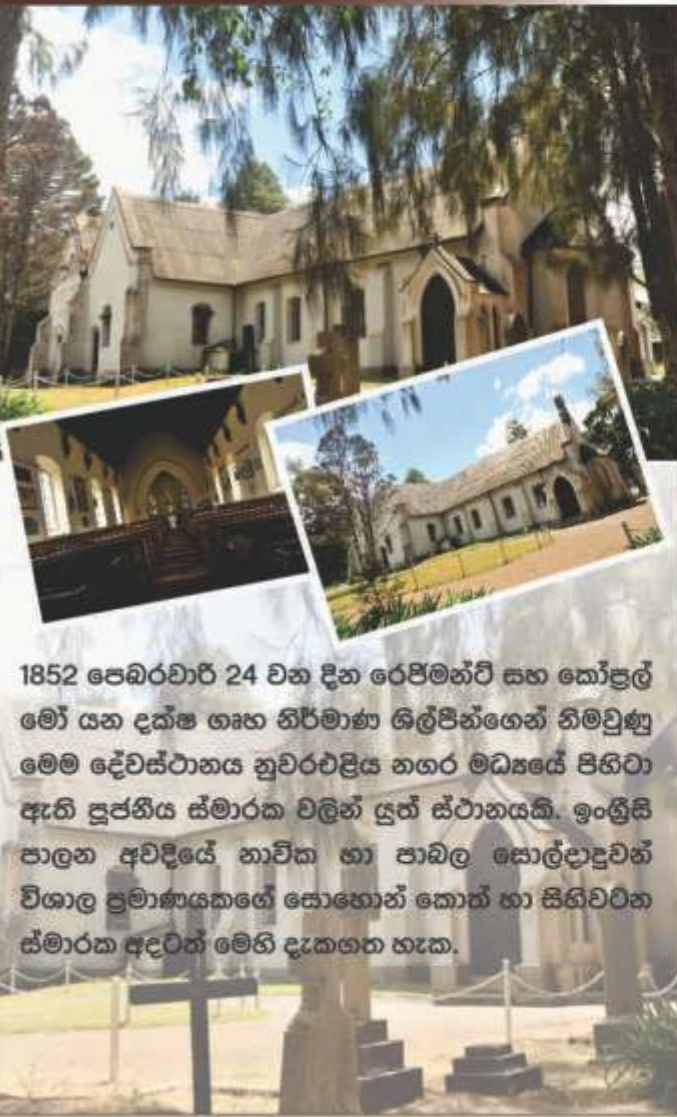 1852 පෙබරවාරි 24 වන දින රෙජිමන්ට් සහ කෝප්‍රල්
මෝ යන දක්ෂ ගෘහ නිර්මාණ ශිල්පීන්ගෙන් නිමවුණු
මෙම දේවස්ථානය නුවරඑළිය නගර මධ්‍යයේ පිහිටා
ඇති පූජනීය ස්මාරක වලින් යුත් ස්ථානයකි. ඉංග්‍රීසි
පාලන අවදියේ නාවික හා පාබල සොල්දාදුවන්
විශාල ප්‍රමාණයකගේ සොහොන් කොත් හා සිහිවටන
ස්මාරක අදටත් මෙහි දැකගත හැක.